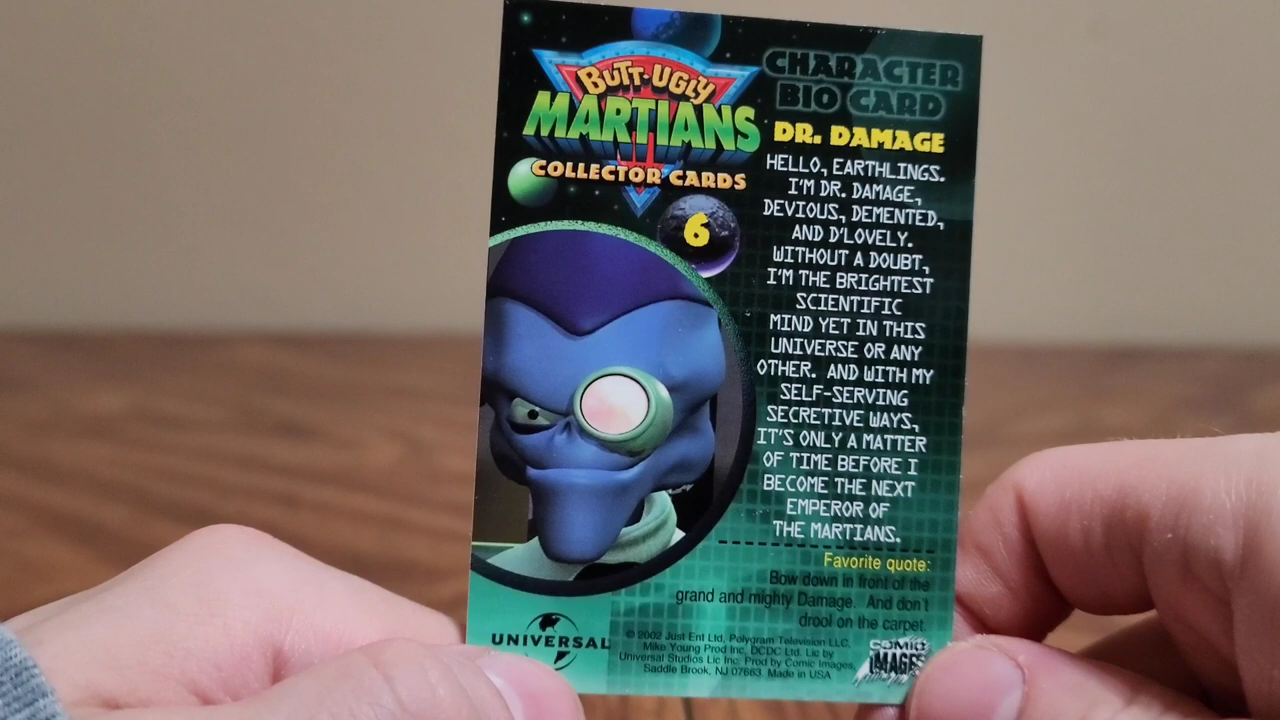 BUTT-UGLY
MARTIANS
COLLECTOR CARDS
6
CHARACTER
BIO CARD
DR. DAMAGE
HELLO, EARTHLINGS.
I'M DR. DAMAGE,
DEVIOUS, DEMENTED,
AND D'LOVELY.
WITHOUT A DOUBT,
I'M THE BRIGHTEST
SCIENTIFIC
MIND YET IN THIS
UNIVERSE OR ANY
OTHER. AND WITH MY
SELF-SERVING
SECRETIVE WAYS,
IT'S ONLY A MATTER
OF TIME BEFORE I
BECOME THE NEXT
EMPEROR OF
THE MARTIANS.
Favorite quote:
Bow down in front of the
grand and mighty Damage. And don't
drool on the carpet.
UNIVERSAL
© 2002 Just Ent Ltd, Polygram Television LLC,
Mike Young Prod Inc, DCDC Ltd. Lic by
Universal Studios Lic Inc. Prod by Comic Images,
Saddle Brook, NJ 07663. Made in USA
COMIC
IMAGES